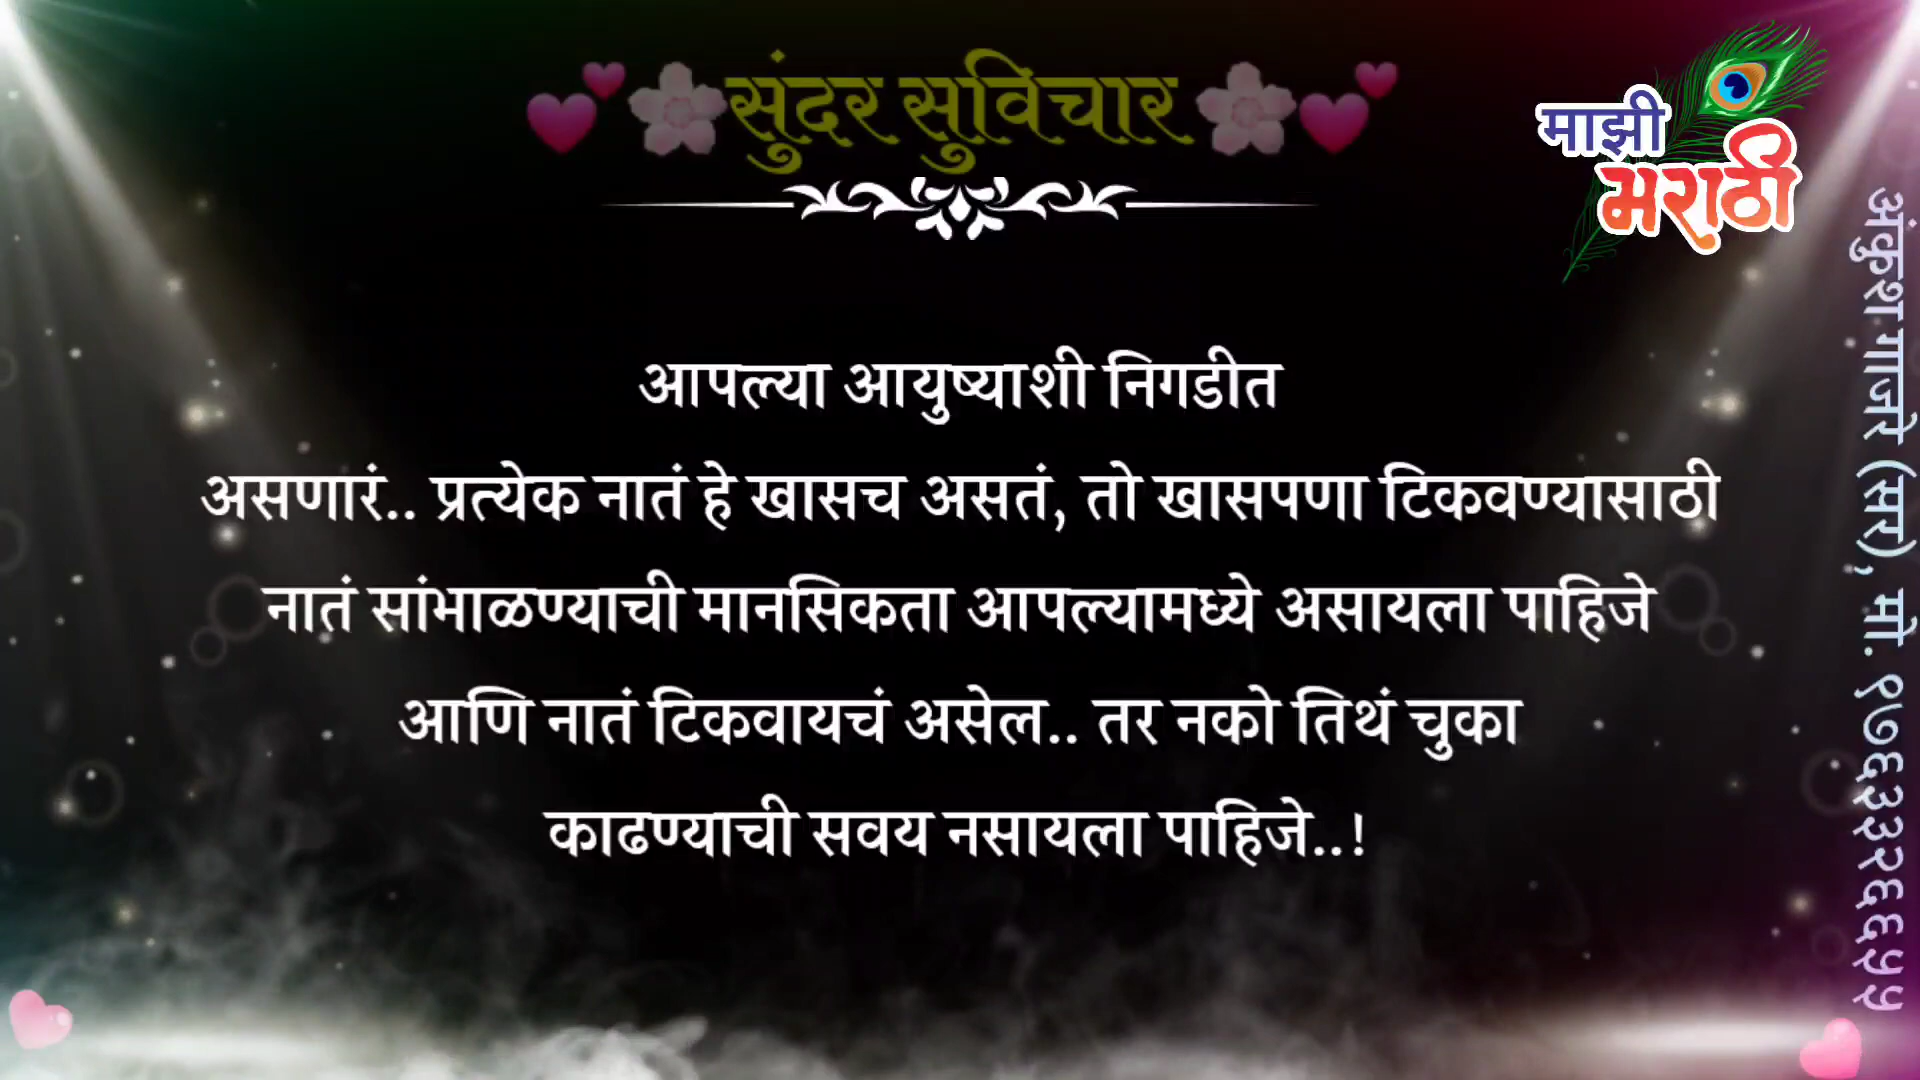 💕🌸सुंदर सुविचार🌸💕
माझी
मराठी
आपल्या आयुष्याशी निगडीत
असणारं.. प्रत्येक नातं हे खासच असतं, तो खासपणा टिकवण्यासाठी
नातं सांभाळण्याची मानसिकता आपल्यामध्ये असायला पाहिजे
आणि नातं टिकवायचं असेल.. तर नको तिथं चुका
काढण्याची सवय नसायला पाहिजे..!
अंकुश गाजरे (सर), मो. ९७६३३२६६५५